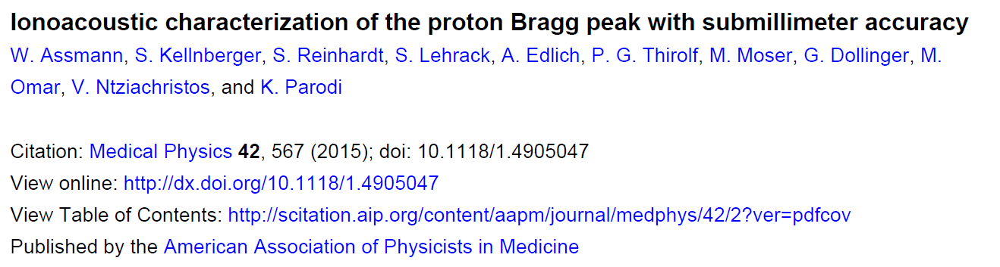 Ionoacoustic characterization of the proton Bragg peak with submillimeter accuracy
W. Assmann, S. Kellnberger, S. Reinhardt, S. Lehrack, A. Edlich, P. G. Thirolf, M. Moser, G. Dollinger, M.
Omar, V. Ntziachristos, and K. Parodi
Citation: Medical Physics 42, 567 (2015); doi: 10.1118/1.4905047
View online: http://dx.doi.org/10.1118/1.4905047
View Table of Contents: http://scitation.aip.org/content/aapm/journal/medphys/42/2?ver=pdfcov
Published by the American Association of Physicists in Medicine